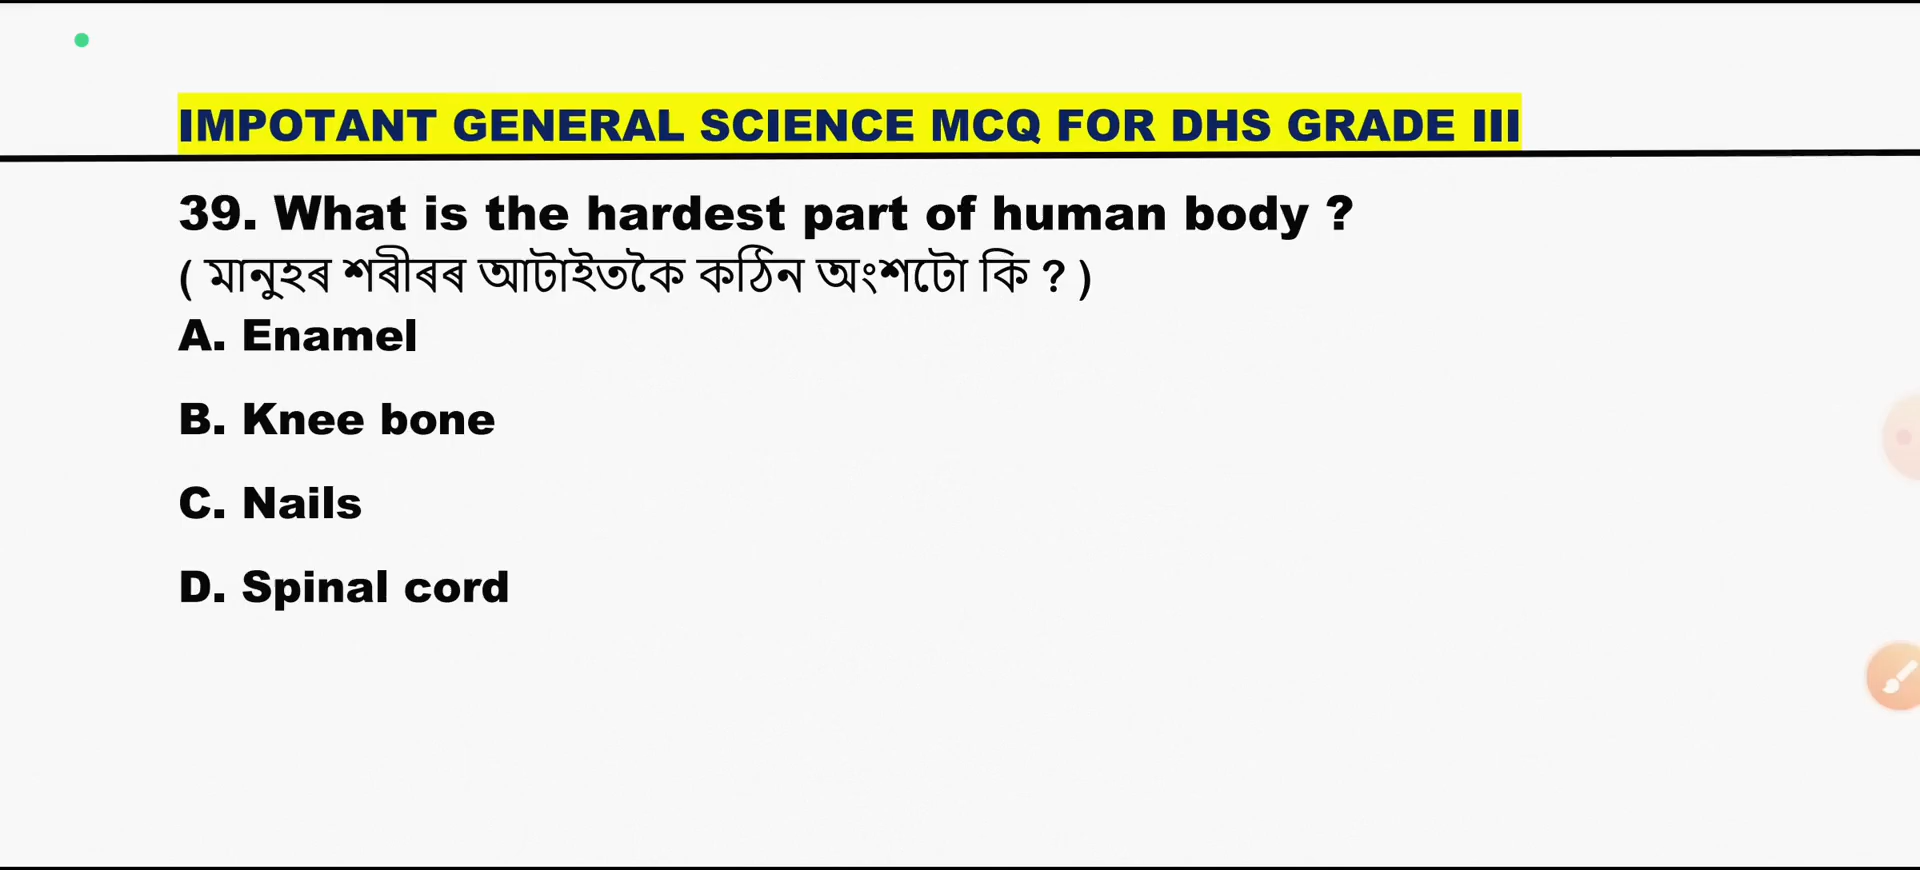 IMPOTANT GENERAL SCIENCE MCQ FOR DHS GRADE III
39. What is the hardest part of human body ?
( মানুহৰ শৰীৰৰ আটাইতকৈ কঠিন অংশটো কি ? )
A. Enamel
B. Knee bone
C. Nails
D. Spinal cord